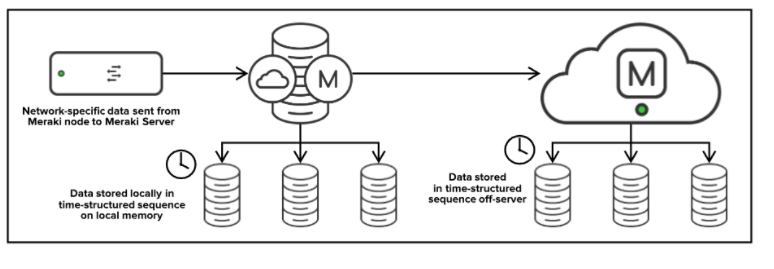 M
M
Network-specific data sent from
Meraki node to Meraki Server
Data stored locally in
time-structured sequence
on local memory
Data stored
in time-structured
sequence off-server